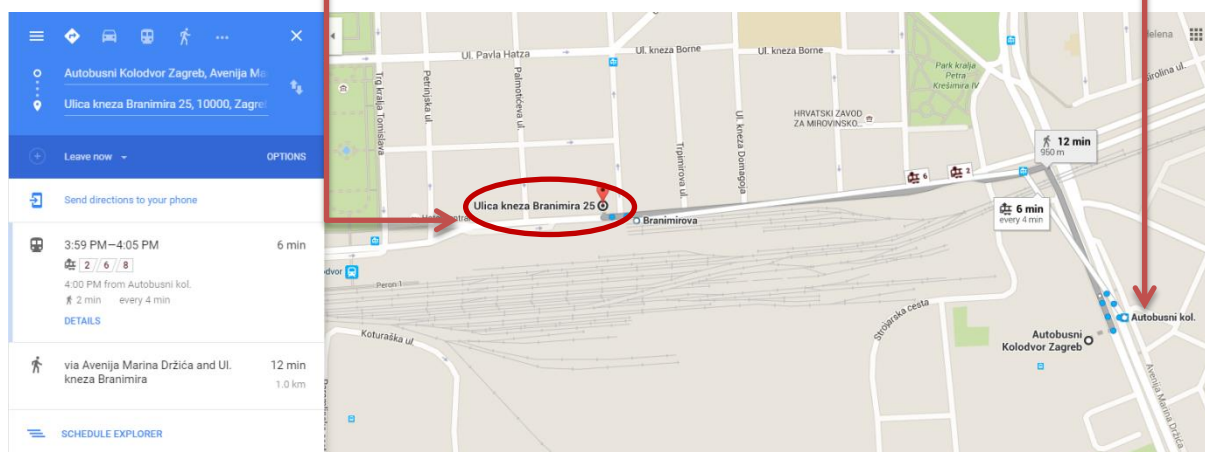 Autobusni Kolodvor Zagreb, Avenija Ma
Ulica kneza Branimira 25, 10000, Zagre
Leave now
OPTIONS
Send directions to your phone
3:59 PM—4:05 PM
6 min
2 / 6 / 8
4:00 PM from Autobusni kol.
2 min every 4 min
DETAILS
via Avenija Marina Držića and Ul.
kneza Branimira
12 min
1.0 km
SCHEDULE EXPLORER
Ul. Pavla Hatza
Ul. kneza Borne
Ul. kneza Borne
Trg kralja Tomislava
Petrinjska ul.
Palmotićeva ul.
Trpimirova ul.
Ul. kneza Domagoja
Park kralja
Petra
Krešimira IV
HRVATSKI ZAVOD
ZA MIROVINSKO...
12 min
950 m
6
2
6 min
every 4 min
Ulica kneza Branimira 25
Branimirova
Peron 1
Koturaška ul
Strojarska cesta
Autobusni kol.
Autobusni
Kolodvor Zagreb
Avenija Marina Držića